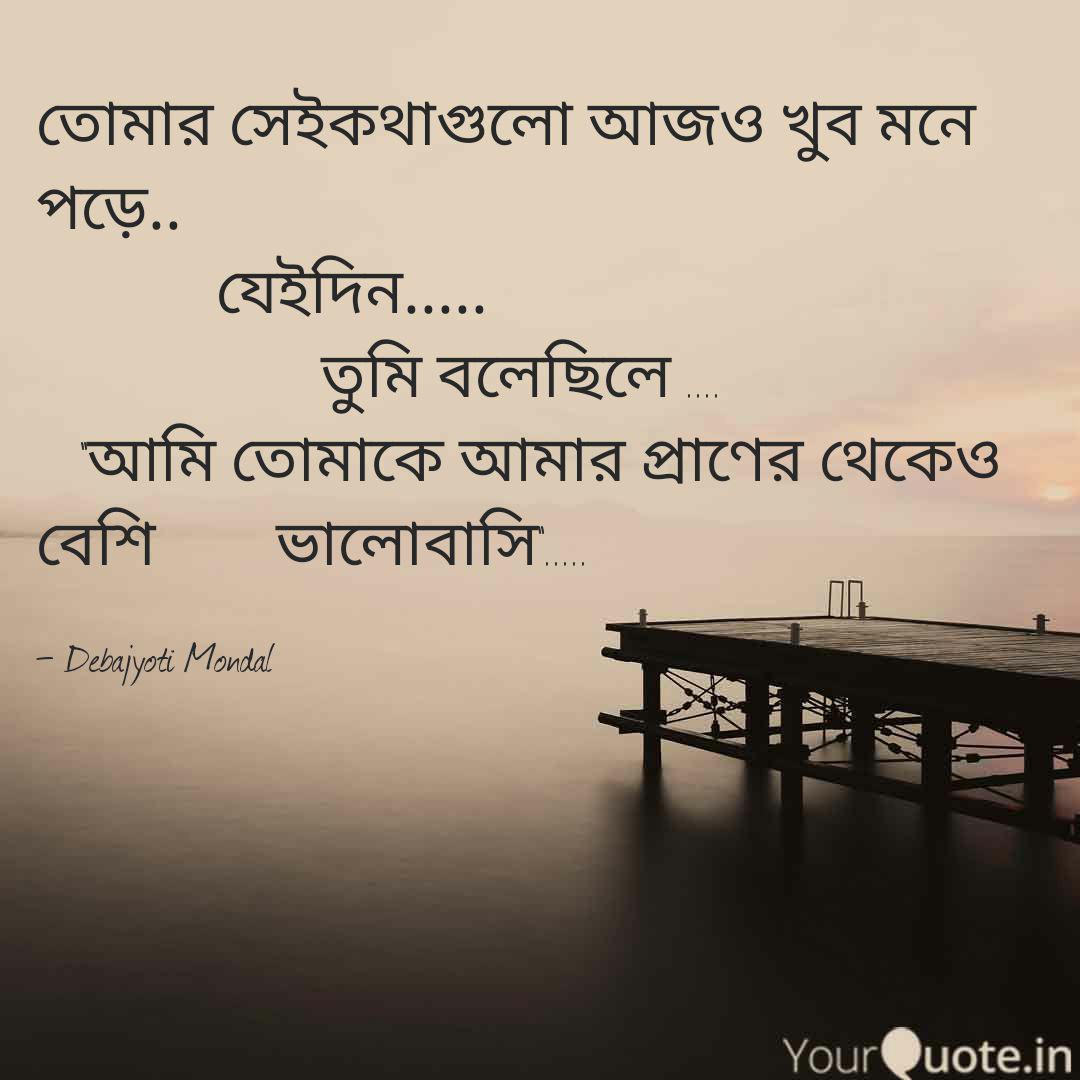 তোমার সেইকথাগুলো আজও খুব মনে
পড়ে..
যেইদিন.....
তুমি বলেছিলে ....
"আমি তোমাকে আমার প্রাণের থেকেও
বেশি ভালোবাসি".....
- Debajyoti Mondal
YourQuote.in